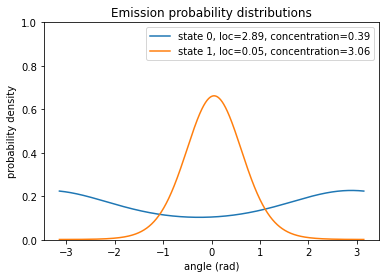 Emission probability distributions
state 0, loc=2.89, concentration=0.39
state 1, loc=0.05, concentration=3.06
probability density
1.0
0.8
0.6
0.4
0.2
0.0
−3 −2 −1 0 1 2 3
angle (rad)